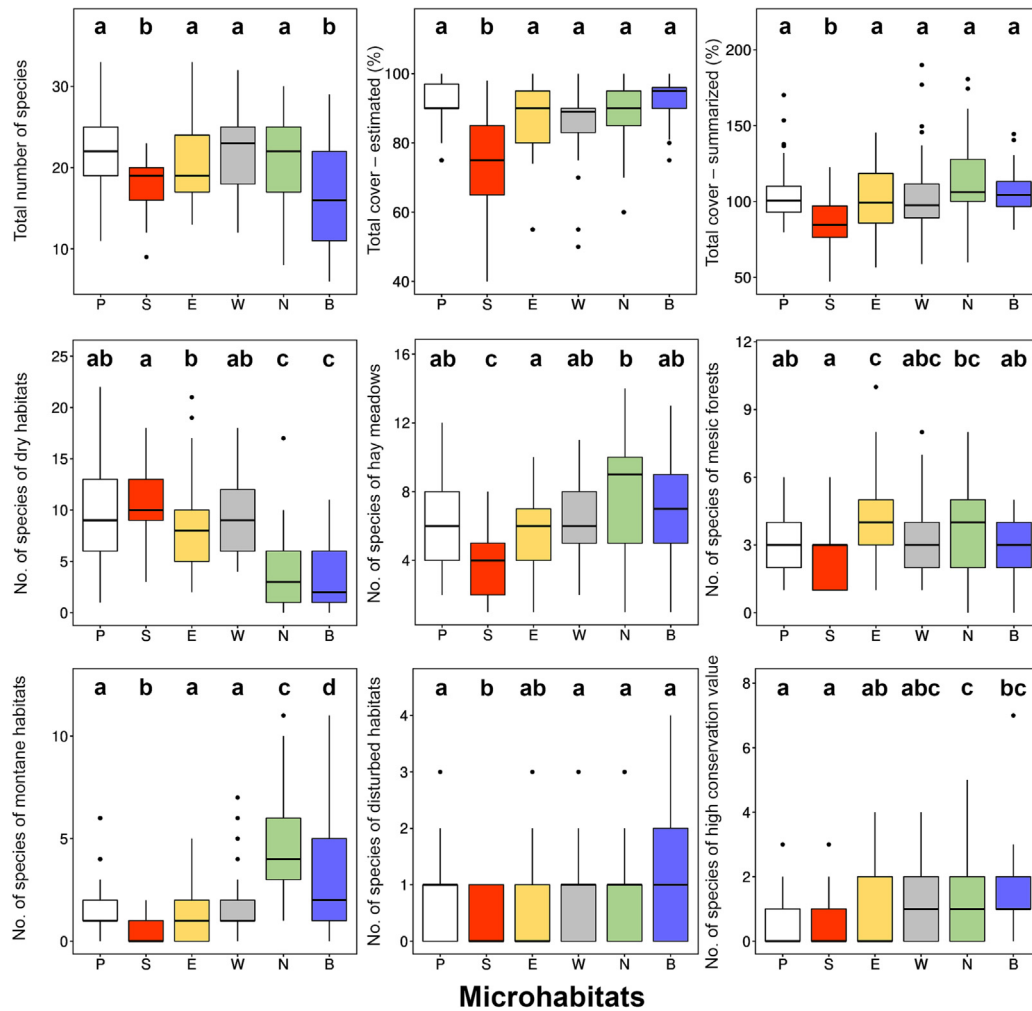 a b a a a b
Total number of species
30
20
10
P S E W N B
a b a a a a
Total cover – estimated (%)
100
80
60
40
P S E W N B
a b a a a a
Total cover – summarized (%)
200
150
100
50
P S E W N B
ab a b ab c c
No. of species of dry habitats
25
20
15
10
5
0
P S E W N B
ab c a ab b ab
No. of species of hay meadows
16
12
8
4
P S E W N B
ab a c abc bc ab
No. of species of mesic forests
12
9
6
3
0
P S E W N B
a b a a c d
No. of species of montane habitats
10
5
0
P S E W N B
a b ab a a a
No. of species of disturbed habitats
4
3
2
1
0
P S E W N B
a a ab abc c bc
No. of species of high conservation value
8
6
4
2
0
P S E W N B
Microhabitats